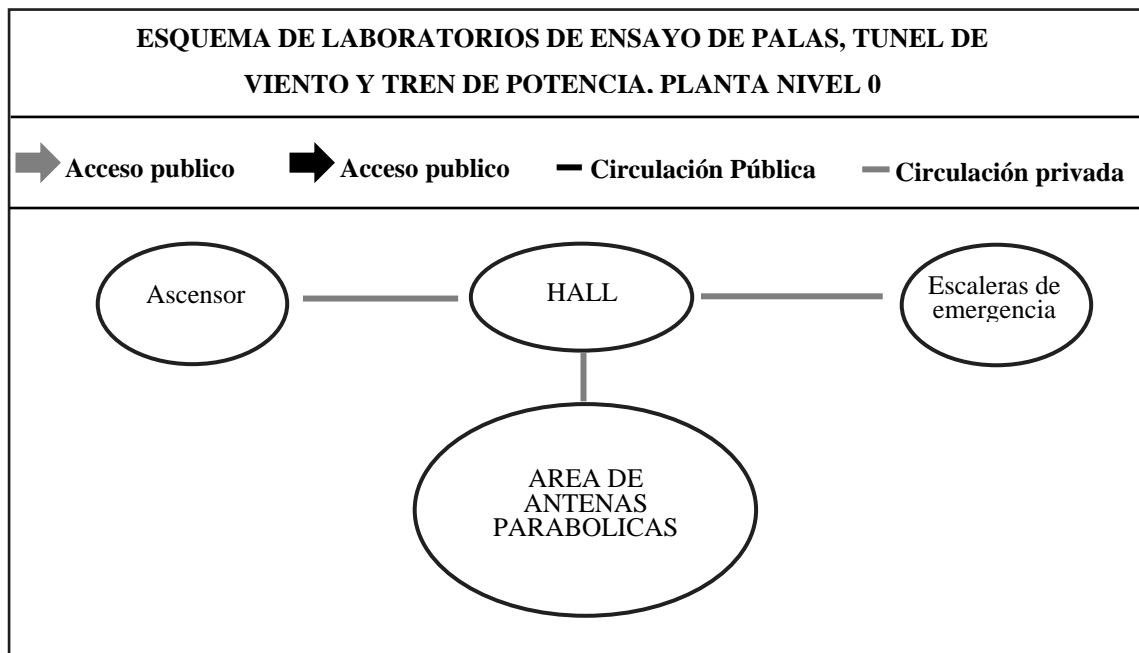 ESQUEMA DE LABORATORIOS DE ENSAYO DE PALAS, TUNEL DE
VIENTO Y TREN DE POTENCIA. PLANTA NIVEL 0
Acceso publico Acceso publico Circulación Pública Circulación privada
Ascensor
HALL
Escaleras de
emergencia
AREA DE
ANTENAS
PARABOLICAS